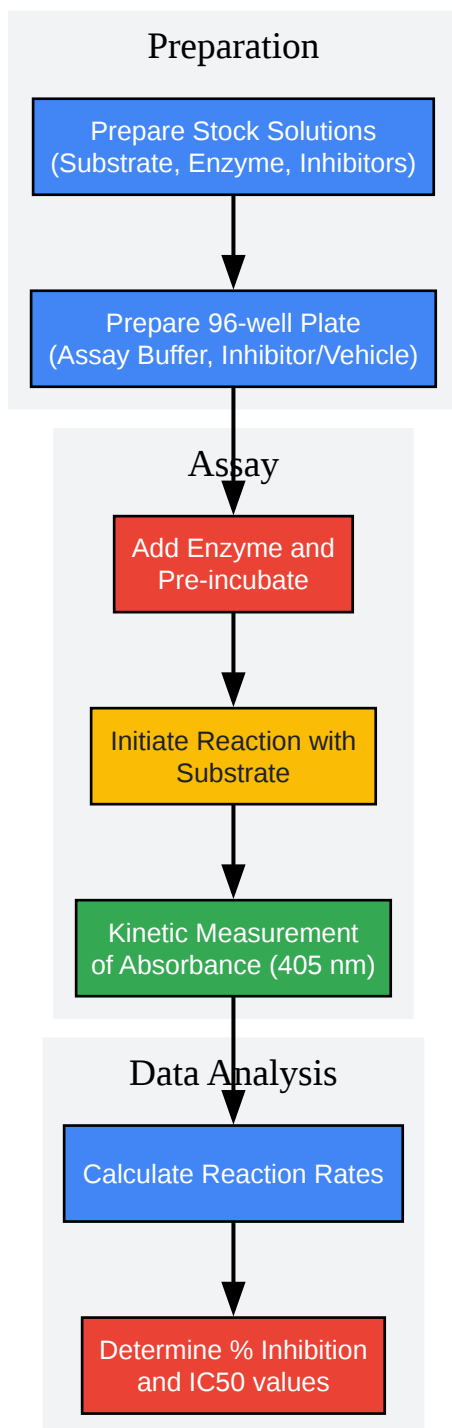 Preparation
Prepare Stock Solutions
(Substrate, Enzyme, Inhibitors)
Prepare 96-well Plate
(Assay Buffer, Inhibitor/Vehicle)
Assay
Add Enzyme and
Pre-incubate
Initiate Reaction with
Substrate
Kinetic Measurement
of Absorbance (405 nm)
Data Analysis
Calculate Reaction Rates
Determine % Inhibition
and IC50 values